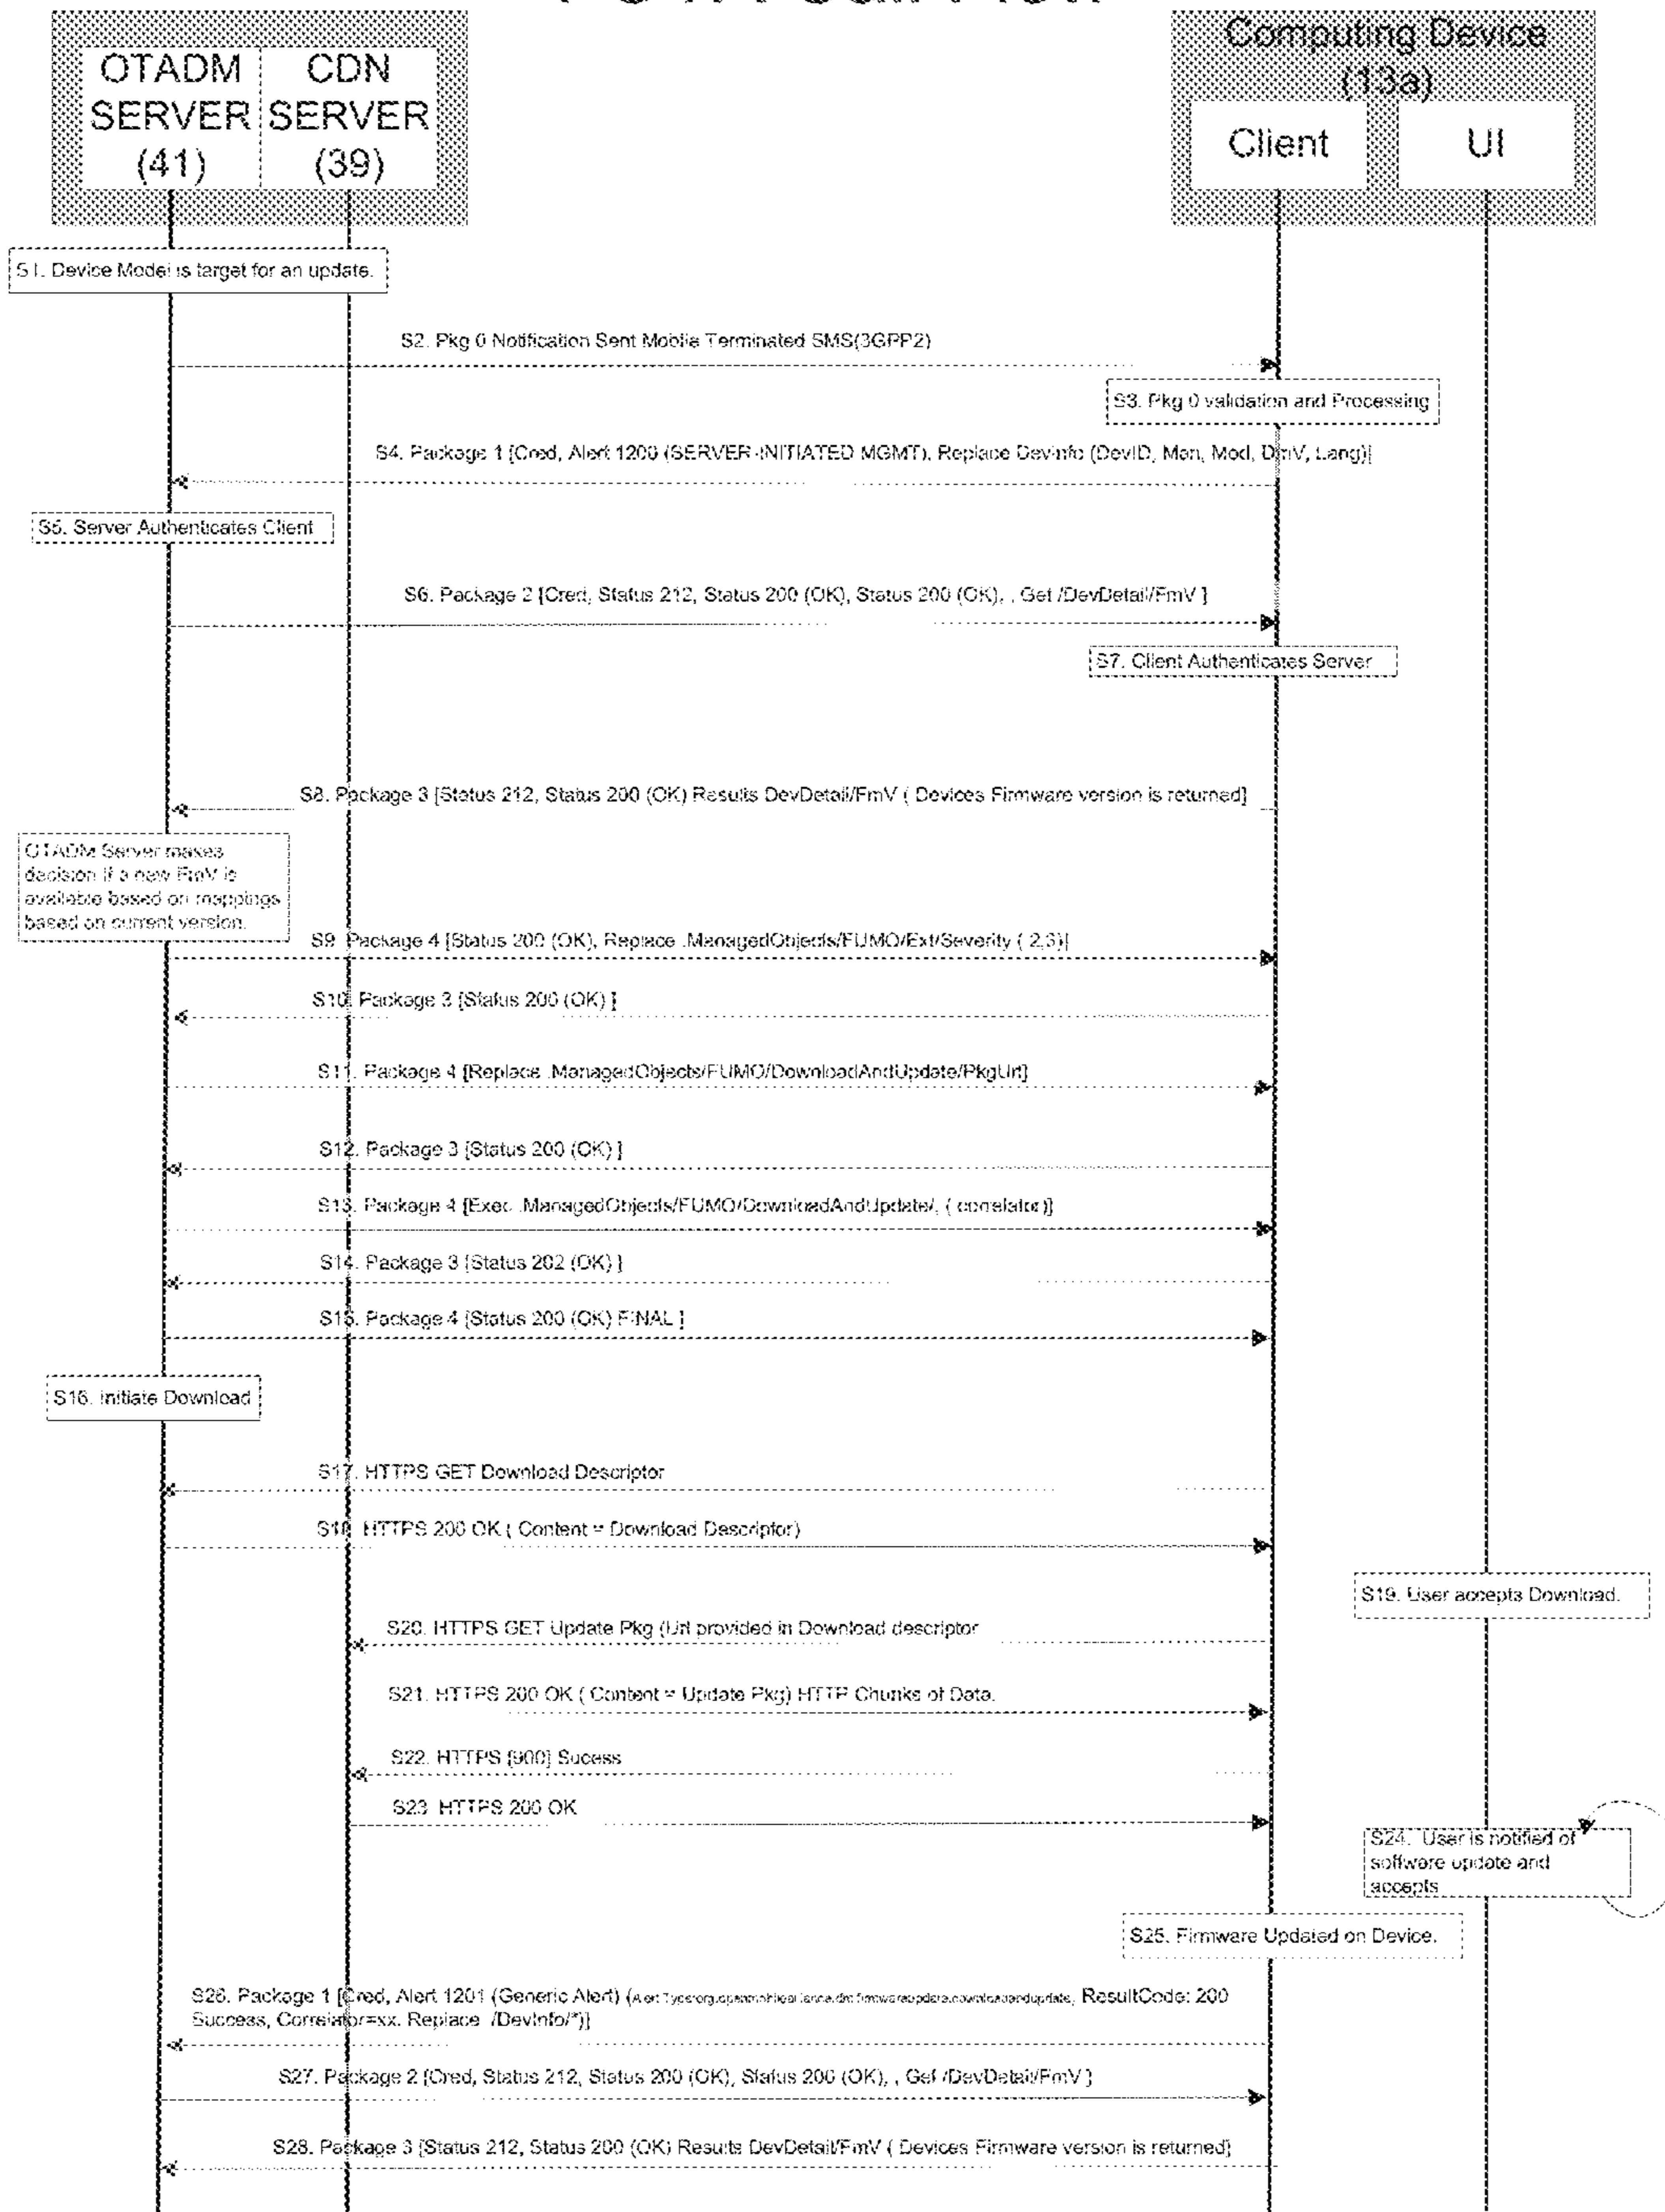 OTADM
SERVER
(41)
CDN
SERVER
(39)
Computing Device
(13a)
Client
UI
S1. Device Model is target for an update.
S2. Pkg 0 Notification Sent Mobile Terminated SMS(3GPP2)
S3. Pkg 0 validation and Processing
S4. Package 1 [Cred, Alert 1200 (SERVER-INITIATED MGMT), Replace DevInfo (DevID, Man, Mod, DmV, Lang)]
S5. Server Authenticates Client
S6. Package 2 [Cred, Status 212, Status 200 (OK), Status 200 (OK), , Get /DevDetail/FmV ]
S7. Client Authenticates Server
S8. Package 3 [Status 212, Status 200 (OK) Results DevDetail/FmV ( Devices Firmware version is returned]
OTADM Server makes
decision if a new FmV is
available based on mappings
based on current version.
S9. Package 4 [Status 200 (OK), Replace .ManagedObjects/FUMO/Ext/Severity ( 2,3)]
S10. Package 3 [Status 200 (OK) ]
S11. Package 4 [Replace .ManagedObjects/FUMO/DownloadAndUpdate/PkgUrl]
S12. Package 3 [Status 200 (OK) ]
S13. Package 4 [Exec .ManagedObjects/FUMO/DownloadAndUpdate/, ( correlator)]
S14. Package 3 [Status 202 (OK) ]
S15. Package 4 [Status 200 (OK) FINAL ]
S16. Initiate Download
S17. HTTPS GET Download Descriptor
S18. HTTPS 200 OK ( Content = Download Descriptor)
S19. User accepts Download.
S20. HTTPS GET Update Pkg (Url provided in Download descriptor
S21. HTTPS 200 OK ( Content = Update Pkg) HTTP Chunks of Data.
S22. HTTPS [900] Sucess
S23. HTTPS 200 OK
S24. User is notified of
software update and
accepts
S25. Firmware Updated on Device.
S26. Package 1 [Cred, Alert 1201 (Generic Alert) (Alert Type:org.openmobilealliance.dm.firmwareupdate.downloadandupdate, ResultCode: 200
Success, Correlator=xx. Replace ./DevInfo/*)]
S27. Package 2 [Cred, Status 212, Status 200 (OK), Status 200 (OK), , Get /DevDetail/FmV ]
S28. Package 3 [Status 212, Status 200 (OK) Results DevDetail/FmV ( Devices Firmware version is returned]